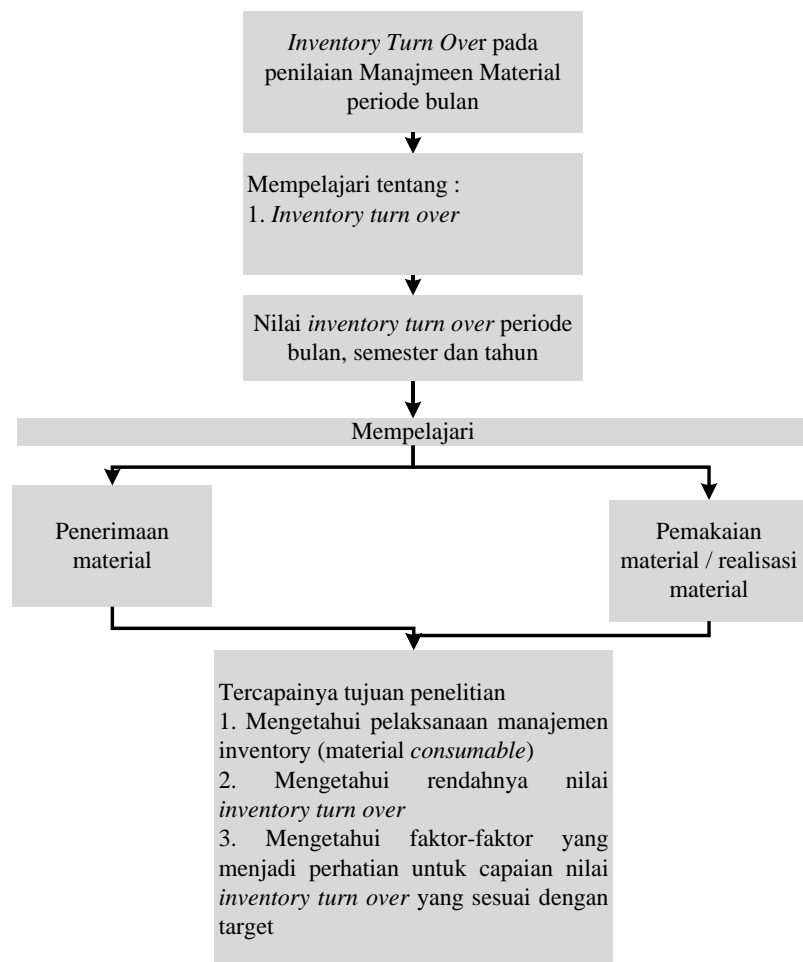 Inventory Turn Over pada
penilaian Manajmeen Material
periode bulan
Mempelajari tentang :
1. Inventory turn over
Nilai inventory turn over periode
bulan, semester dan tahun
Mempelajari
Penerimaan
material
Pemakaian
material / realisasi
material
Tercapainya tujuan penelitian
1. Mengetahui pelaksanaan manajemen
inventory (material consumable)
2. Mengetahui rendahnya nilai
inventory turn over
3. Mengetahui faktor-faktor yang
menjadi perhatian untuk capaian nilai
inventory turn over yang sesuai dengan
target